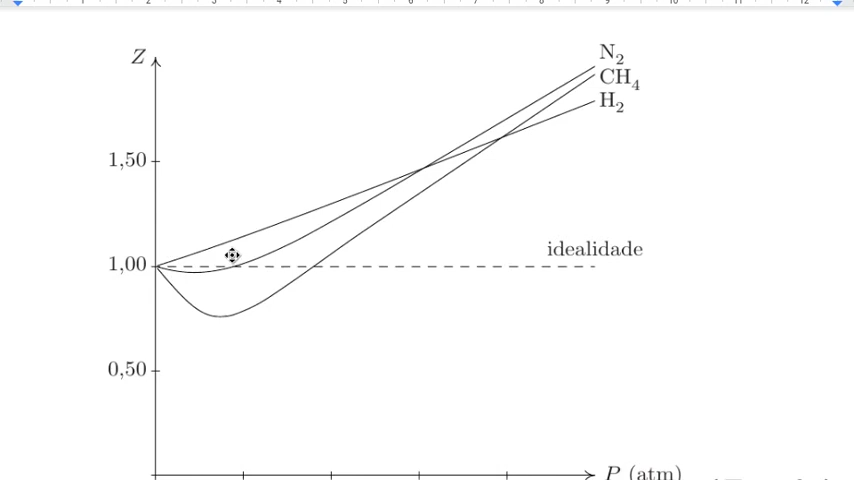 Z
N₂
CH₄
H₂
1,50
idealidade
1,00
0,50
P (atm)